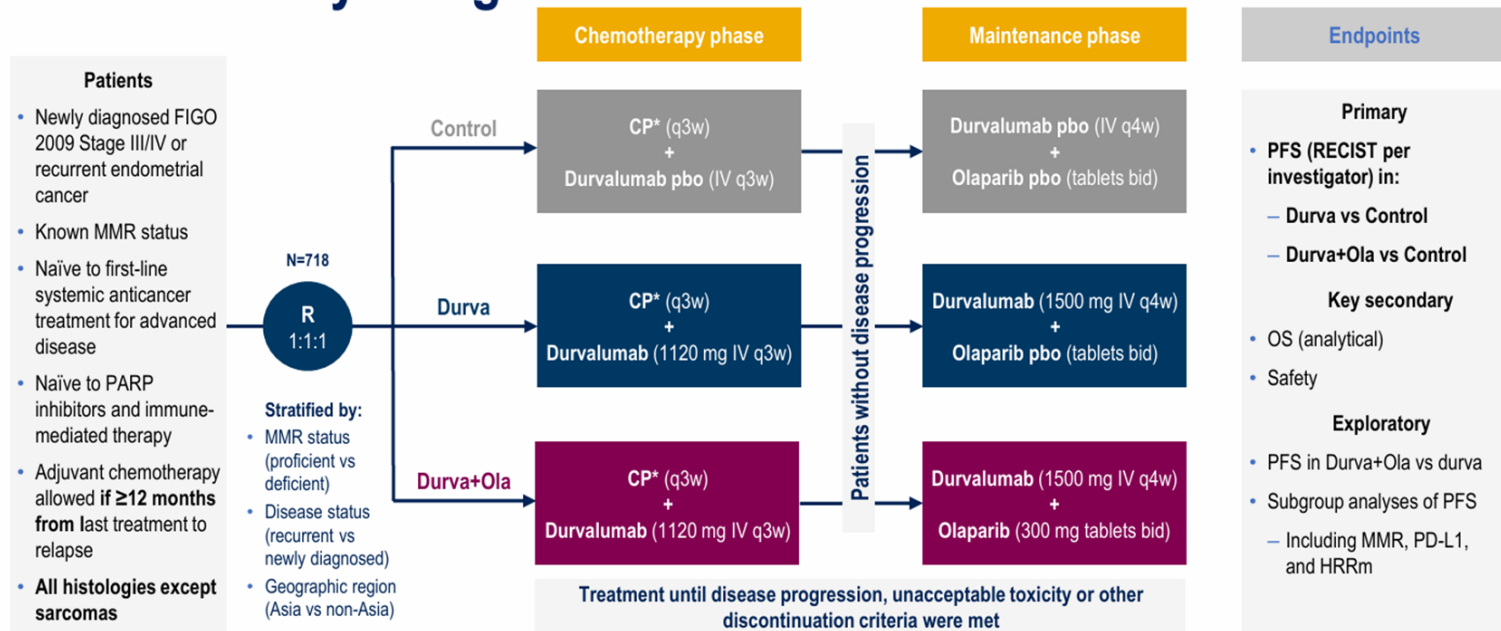 Chemotherapy phase
Maintenance phase
Endpoints
Patients
• Newly diagnosed FIGO
2009 Stage III/IV or
recurrent endometrial
cancer
• Known MMR status
• Naïve to first-line
systemic anticancer
treatment for advanced
disease
• Naïve to PARP
inhibitors and immune-
mediated therapy
• Adjuvant chemotherapy
allowed if ≥12 months
from last treatment to
relapse
• All histologies except
sarcomas
N=718
R
1:1:1
Stratified by:
• MMR status
(proficient vs
deficient)
• Disease status
(recurrent vs
newly diagnosed)
• Geographic region
(Asia vs non-Asia)
Control
CP* (q3w)
+
Durvalumab pbo (IV q3w)
Durvalumab pbo (IV q4w)
+
Olaparib pbo (tablets bid)
Durva
CP* (q3w)
+
Durvalumab (1120 mg IV q3w)
Durvalumab (1500 mg IV q4w)
+
Olaparib pbo (tablets bid)
Durva+Ola
CP* (q3w)
+
Durvalumab (1120 mg IV q3w)
Durvalumab (1500 mg IV q4w)
+
Olaparib (300 mg tablets bid)
Patients without disease progression
Treatment until disease progression, unacceptable toxicity or other
discontinuation criteria were met
Primary
• PFS (RECIST per
investigator) in:
– Durva vs Control
– Durva+Ola vs Control
Key secondary
• OS (analytical)
• Safety
Exploratory
• PFS in Durva+Ola vs durva
• Subgroup analyses of PFS
– Including MMR, PD-L1,
and HRRm